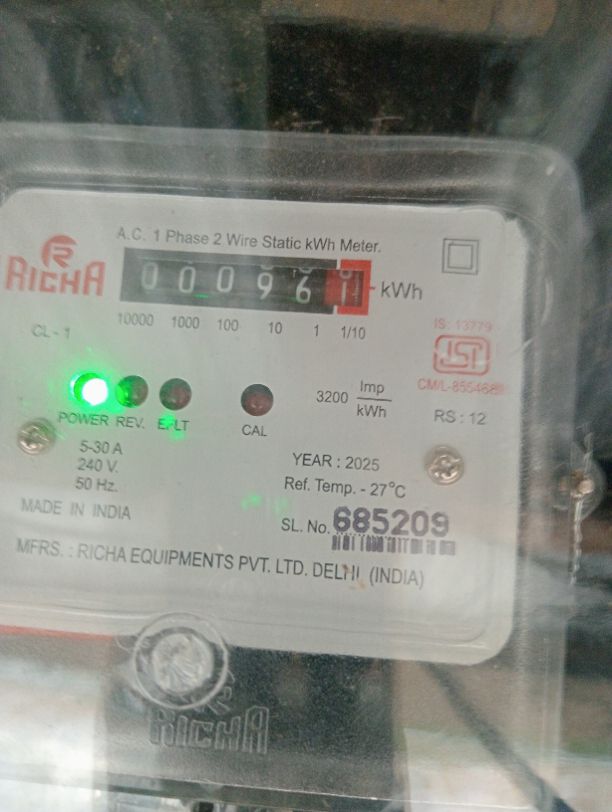 A.C. 1 Phase 2 Wire Static kWh Meter.
RICHA
0 0 0 9 6 1 kWh
10000 1000 100 10 1 1/10
CL - 1
IS: 13779
ISI
CM/L-8554688
POWER REV. E/LT CAL
3200 Imp
kWh
RS : 12
5-30 A
240 V.
50 Hz.
YEAR : 2025
Ref. Temp. - 27°C
MADE IN INDIA
SL. No. 685209
MFRS. : RICHA EQUIPMENTS PVT. LTD. DELHI (INDIA)
RICHA